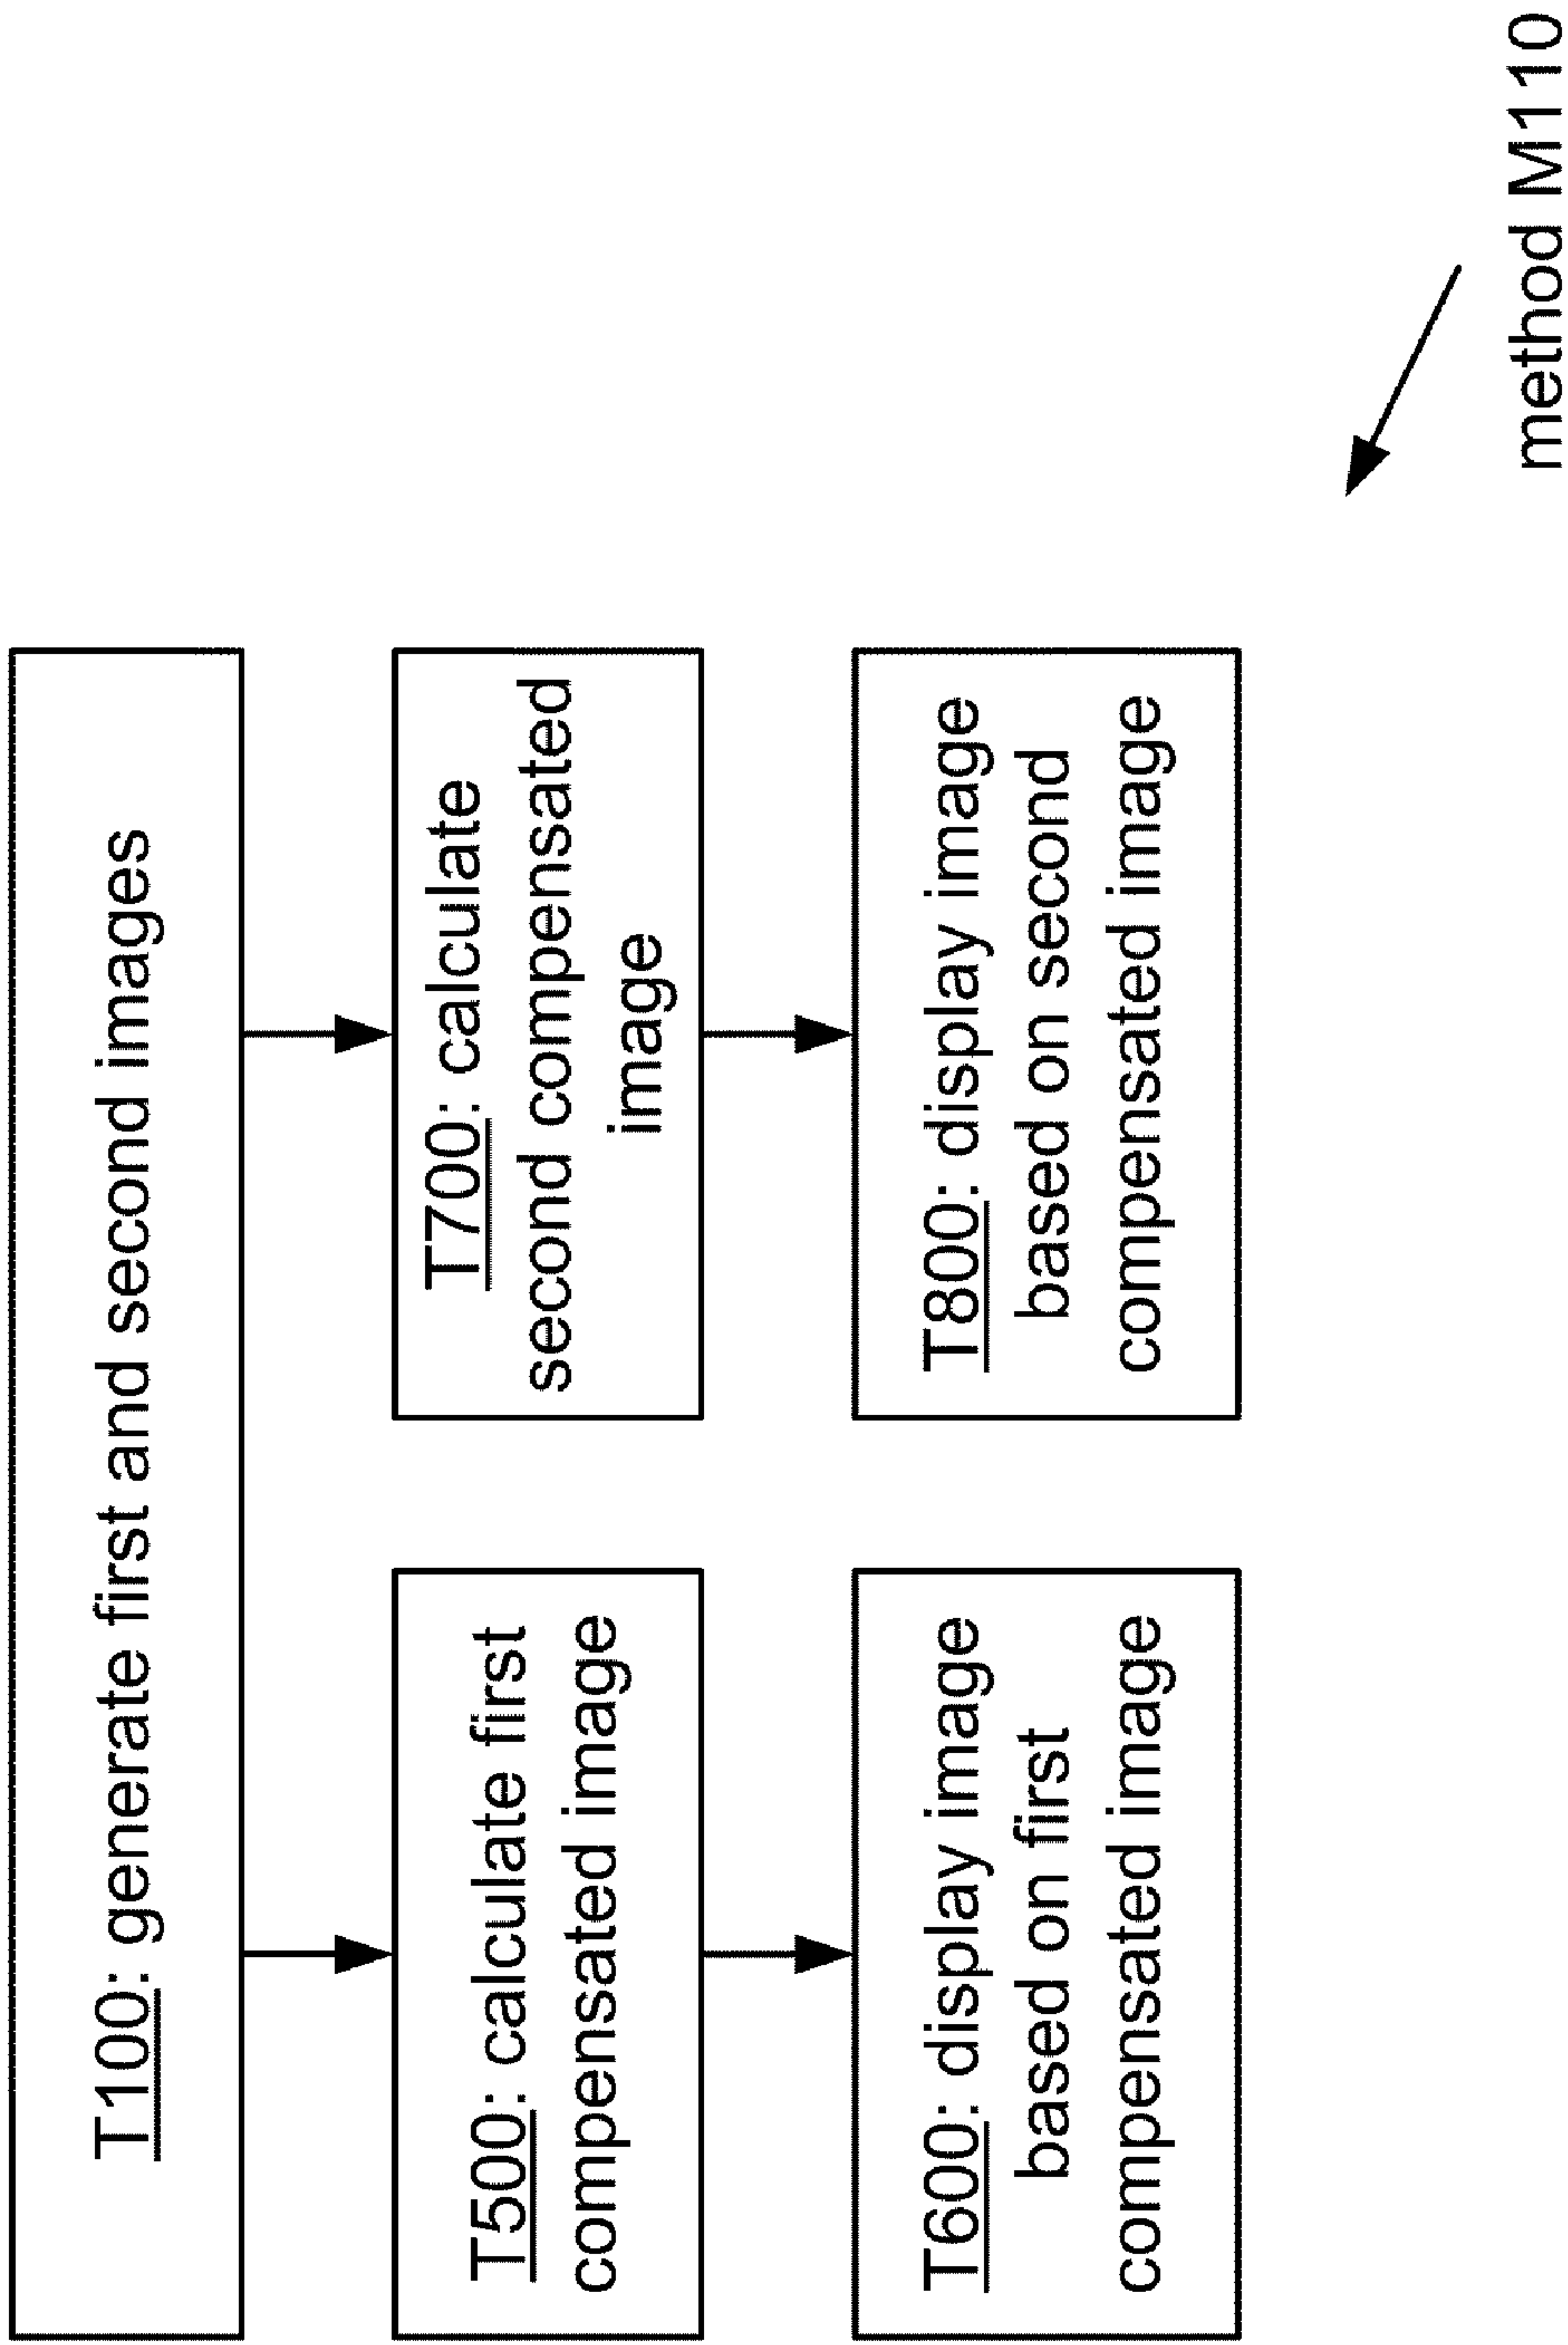 T100: generate first and second images
T500: calculate first
compensated image
T700: calculate
second compensated
image
T600: display image
based on first
compensated image
T800: display image
based on second
compensated image
method M110